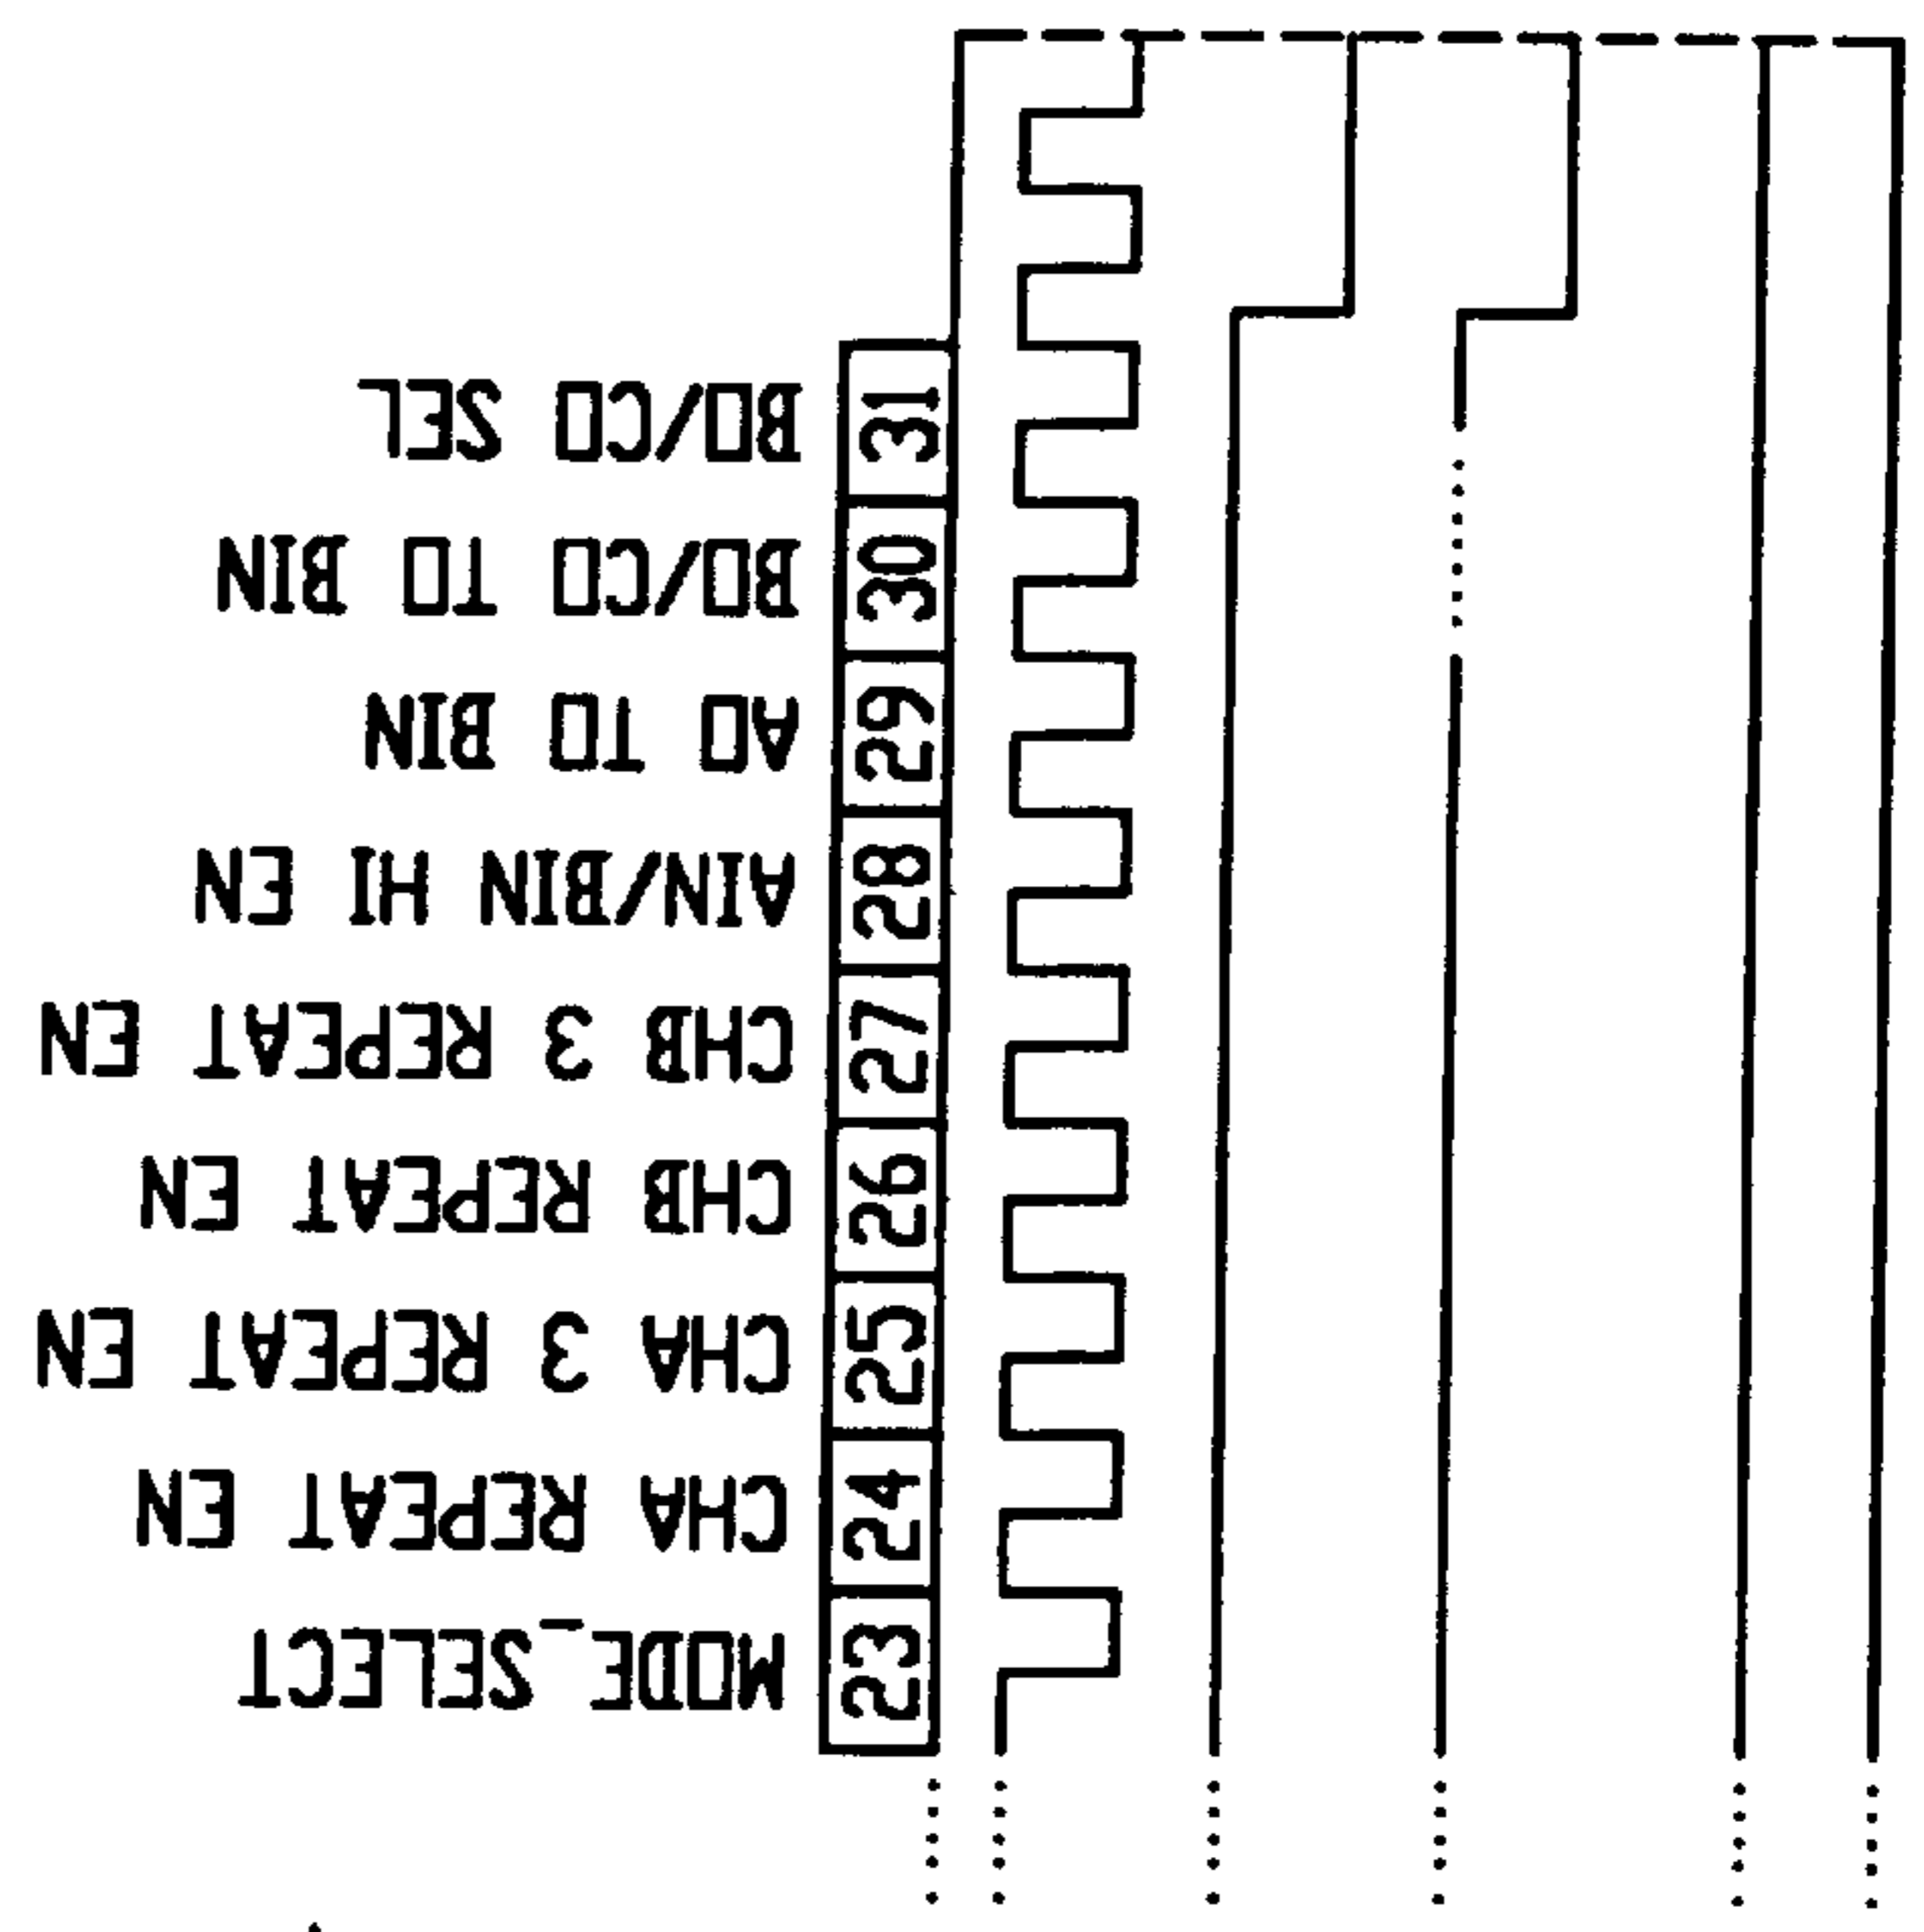 23 MODE_SELECT
24 CHA REPEAT EN
25 CHA 3 REPEAT EN
26 CHB REPEAT EN
27 CHB 3 REPEAT EN
28 AIN/BIN HI EN
29 AO TO BIN
30 BO/CO TO BIN
31 BO/CO SEL